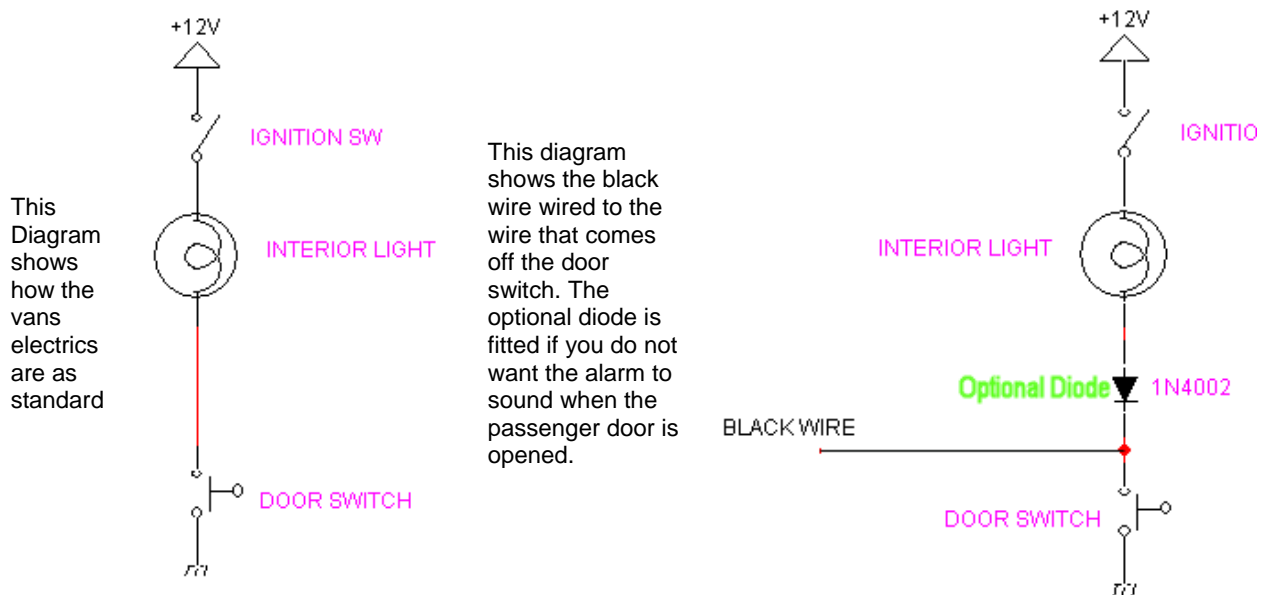 +12V
IGNITION SW
INTERIOR LIGHT
DOOR SWITCH
This
Diagram
shows
how the
vans
electrics
are as
standard
This diagram
shows the black
wire wired to the
wire that comes
off the door
switch. The
optional diode is
fitted if you do not
want the alarm to
sound when the
passenger door is
opened.
+12V
IGNITIO
INTERIOR LIGHT
Optional Diode 1N4002
BLACK WIRE
DOOR SWITCH